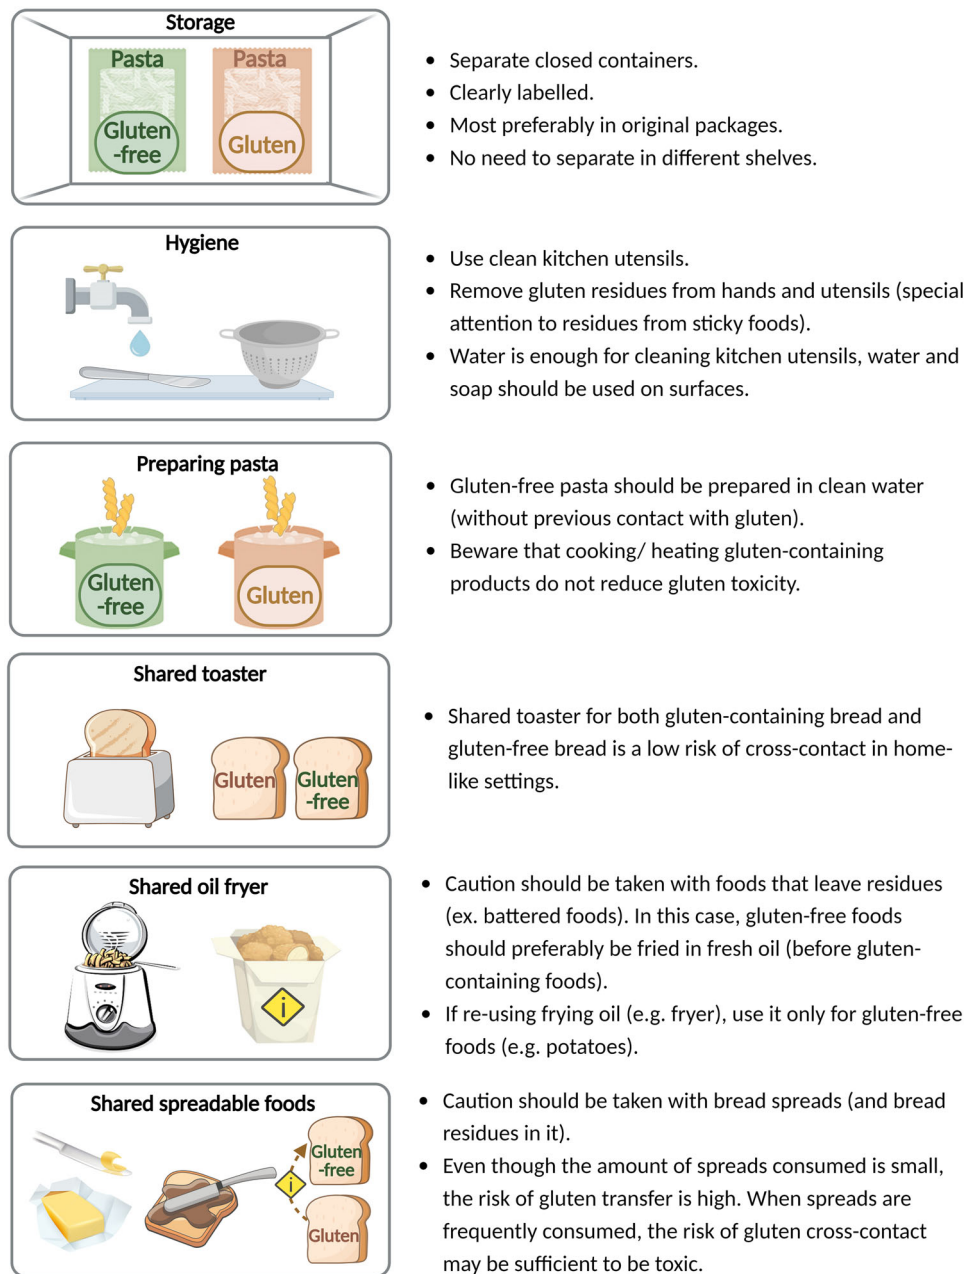 Storage
Pasta
Pasta
Gluten
-free
Gluten
• Separate closed containers.
• Clearly labelled.
• Most preferably in original packages.
• No need to separate in different shelves.
Hygiene
• Use clean kitchen utensils.
• Remove gluten residues from hands and utensils (special
attention to residues from sticky foods).
• Water is enough for cleaning kitchen utensils, water and
soap should be used on surfaces.
Preparing pasta
Gluten
-free
Gluten
• Gluten-free pasta should be prepared in clean water
(without previous contact with gluten).
• Beware that cooking/ heating gluten-containing
products do not reduce gluten toxicity.
Shared toaster
Gluten
Gluten
-free
• Shared toaster for both gluten-containing bread and
gluten-free bread is a low risk of cross-contact in home-
like settings.
Shared oil fryer
i
• Caution should be taken with foods that leave residues
(ex. battered foods). In this case, gluten-free foods
should preferably be fried in fresh oil (before gluten-
containing foods).
• If re-using frying oil (e.g. fryer), use it only for gluten-free
foods (e.g. potatoes).
Shared spreadable foods
Gluten
-free
i
Gluten
• Caution should be taken with bread spreads (and bread
residues in it).
• Even though the amount of spreads consumed is small,
the risk of gluten transfer is high. When spreads are
frequently consumed, the risk of gluten cross-contact
may be sufficient to be toxic.